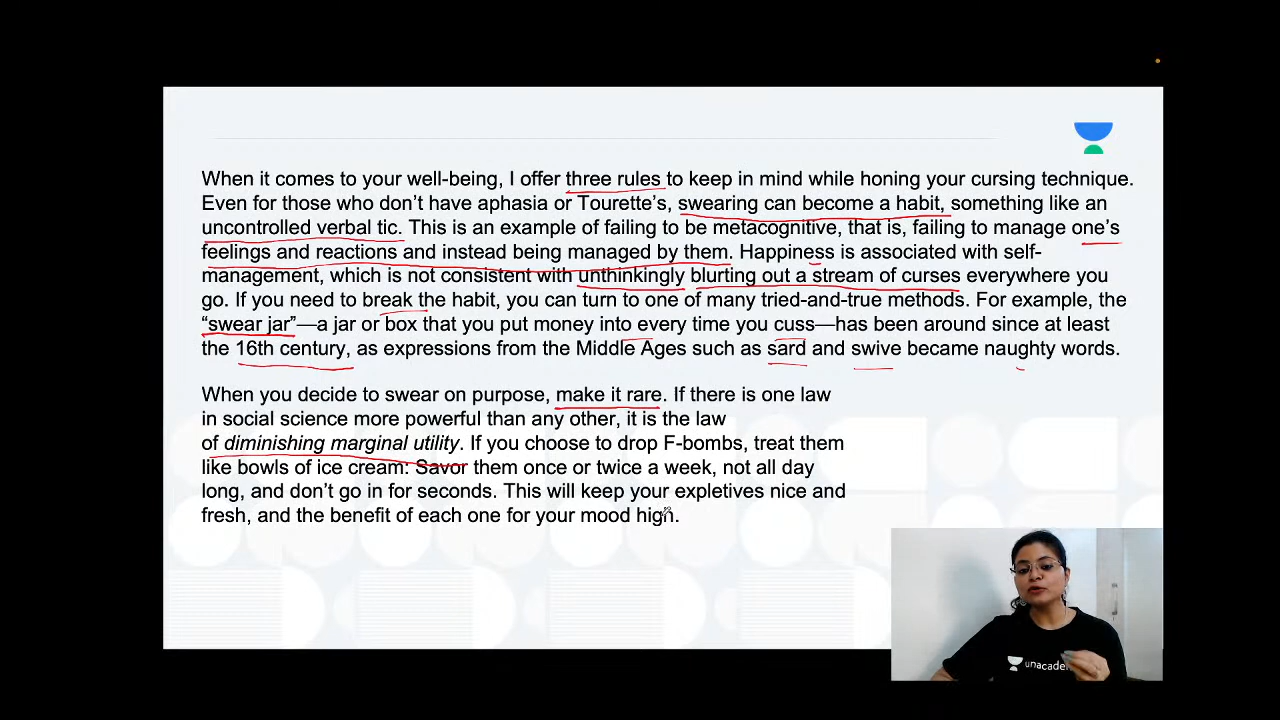 When it comes to your well-being, I offer three rules to keep in mind while honing your cursing technique.
Even for those who don’t have aphasia or Tourette’s, swearing can become a habit, something like an
uncontrolled verbal tic. This is an example of failing to be metacognitive, that is, failing to manage one’s
feelings and reactions and instead being managed by them. Happiness is associated with self-
management, which is not consistent with unthinkingly blurting out a stream of curses everywhere you
go. If you need to break the habit, you can turn to one of many tried-and-true methods. For example, the
“swear jar”—a jar or box that you put money into every time you cuss—has been around since at least
the 16th century, as expressions from the Middle Ages such as sard and swive became naughty words.
When you decide to swear on purpose, make it rare. If there is one law
in social science more powerful than any other, it is the law
of diminishing marginal utility. If you choose to drop F-bombs, treat them
like bowls of ice cream: Savor them once or twice a week, not all day
long, and don’t go in for seconds. This will keep your expletives nice and
fresh, and the benefit of each one for your mood high.